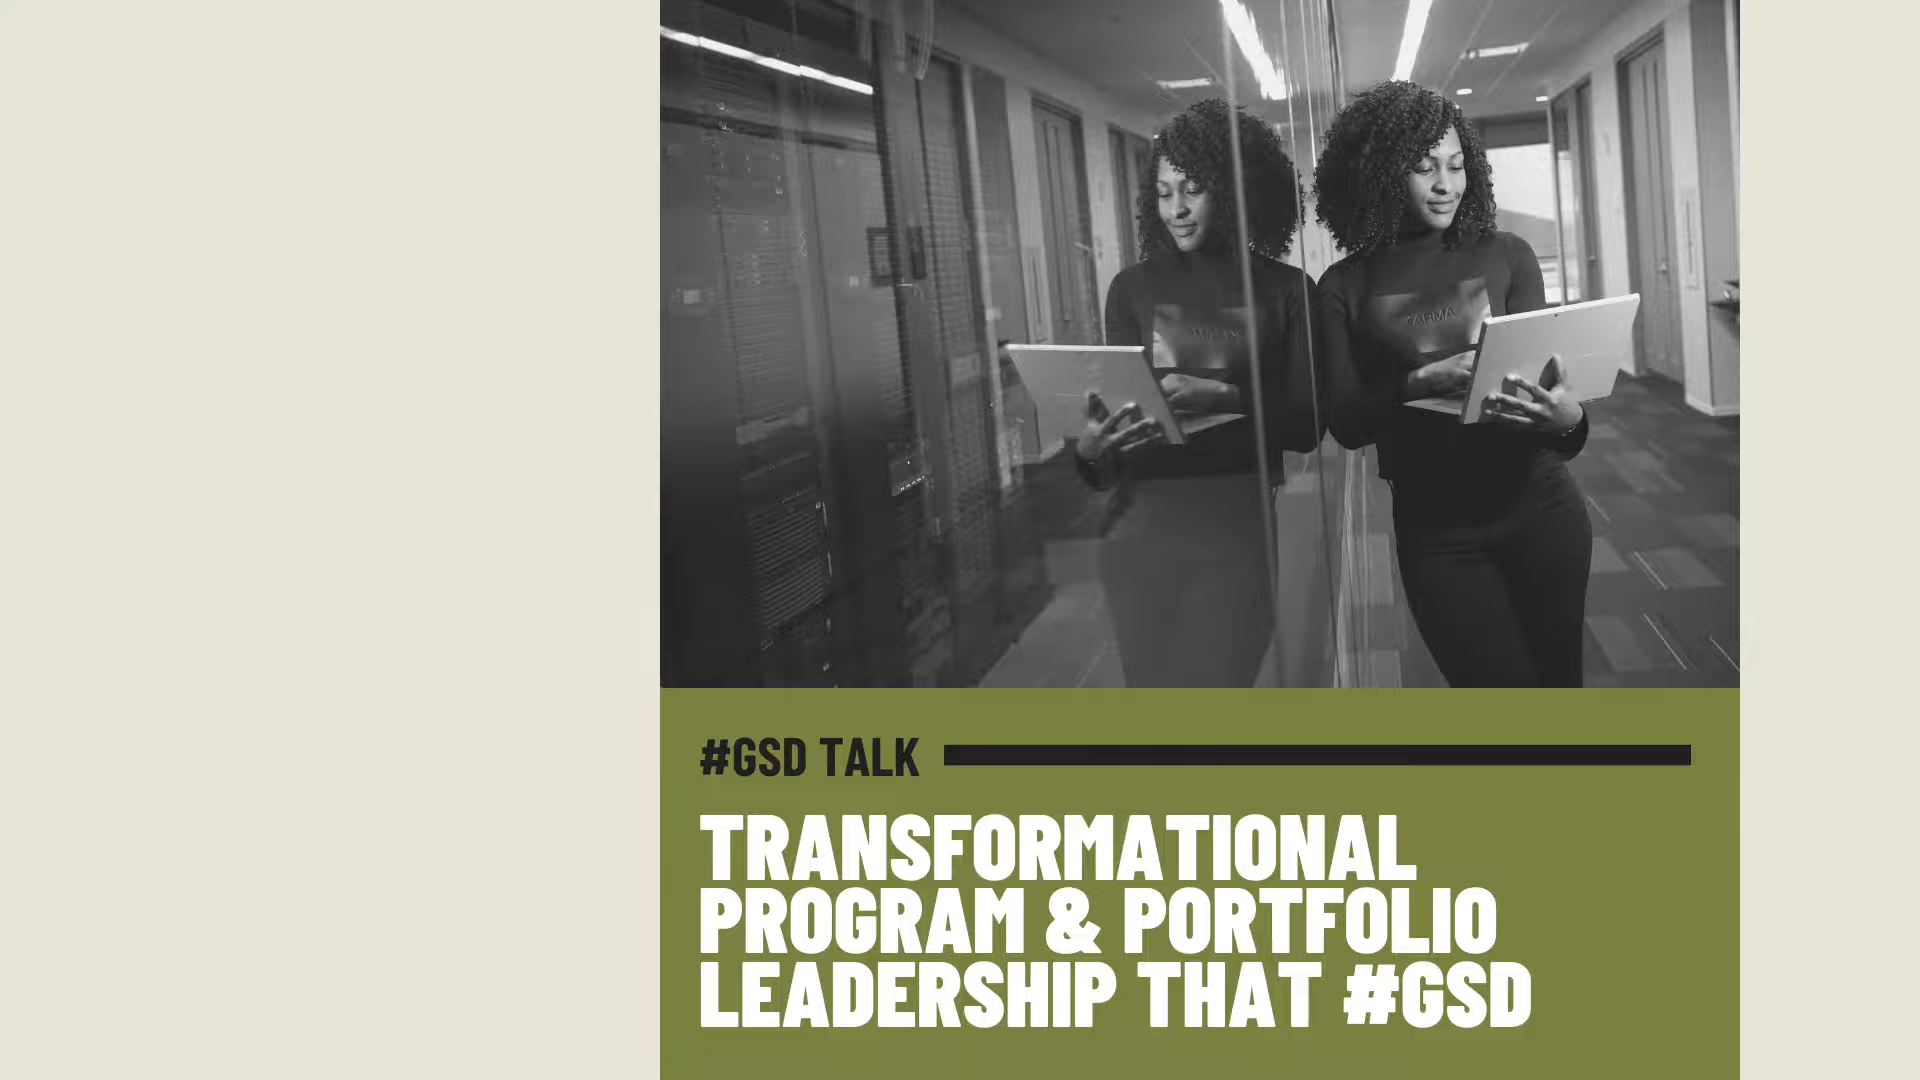 #GSD TALK
TRANSFORMATIONAL
PROGRAM & PORTFOLIO
LEADERSHIP THAT #GSD